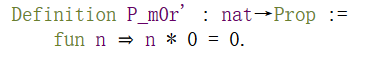 Definition P_m0r' : nat→Prop :=
fun n ⇒ n * 0 = 0.